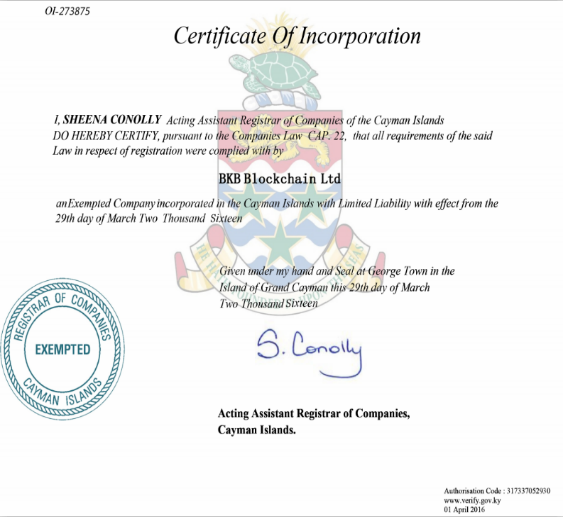 OI-273875
Certificate Of Incorporation
I, SHEENA CONOLLY Acting Assistant Registrar of Companies of the Cayman Islands
DO HEREBY CERTIFY, pursuant to the Companies Law CAP. 22, that all requirements of the said
Law in respect of registration were complied with by
BKB Blockchain Ltd
an Exempted Company incorporated in the Cayman Islands with Limited Liability with effect from the
29th day of March Two Thousand Sixteen
Given under my hand and Seal at George Town in the
Island of Grand Cayman this 29th day of March
Two Thousand Sixteen
REGISTRAR OF COMPANIES
EXEMPTED
CAYMAN ISLANDS
S. Conolly
Acting Assistant Registrar of Companies,
Cayman Islands.
Authorisation Code : 317337052930
www.verify.gov.ky
01 April 2016